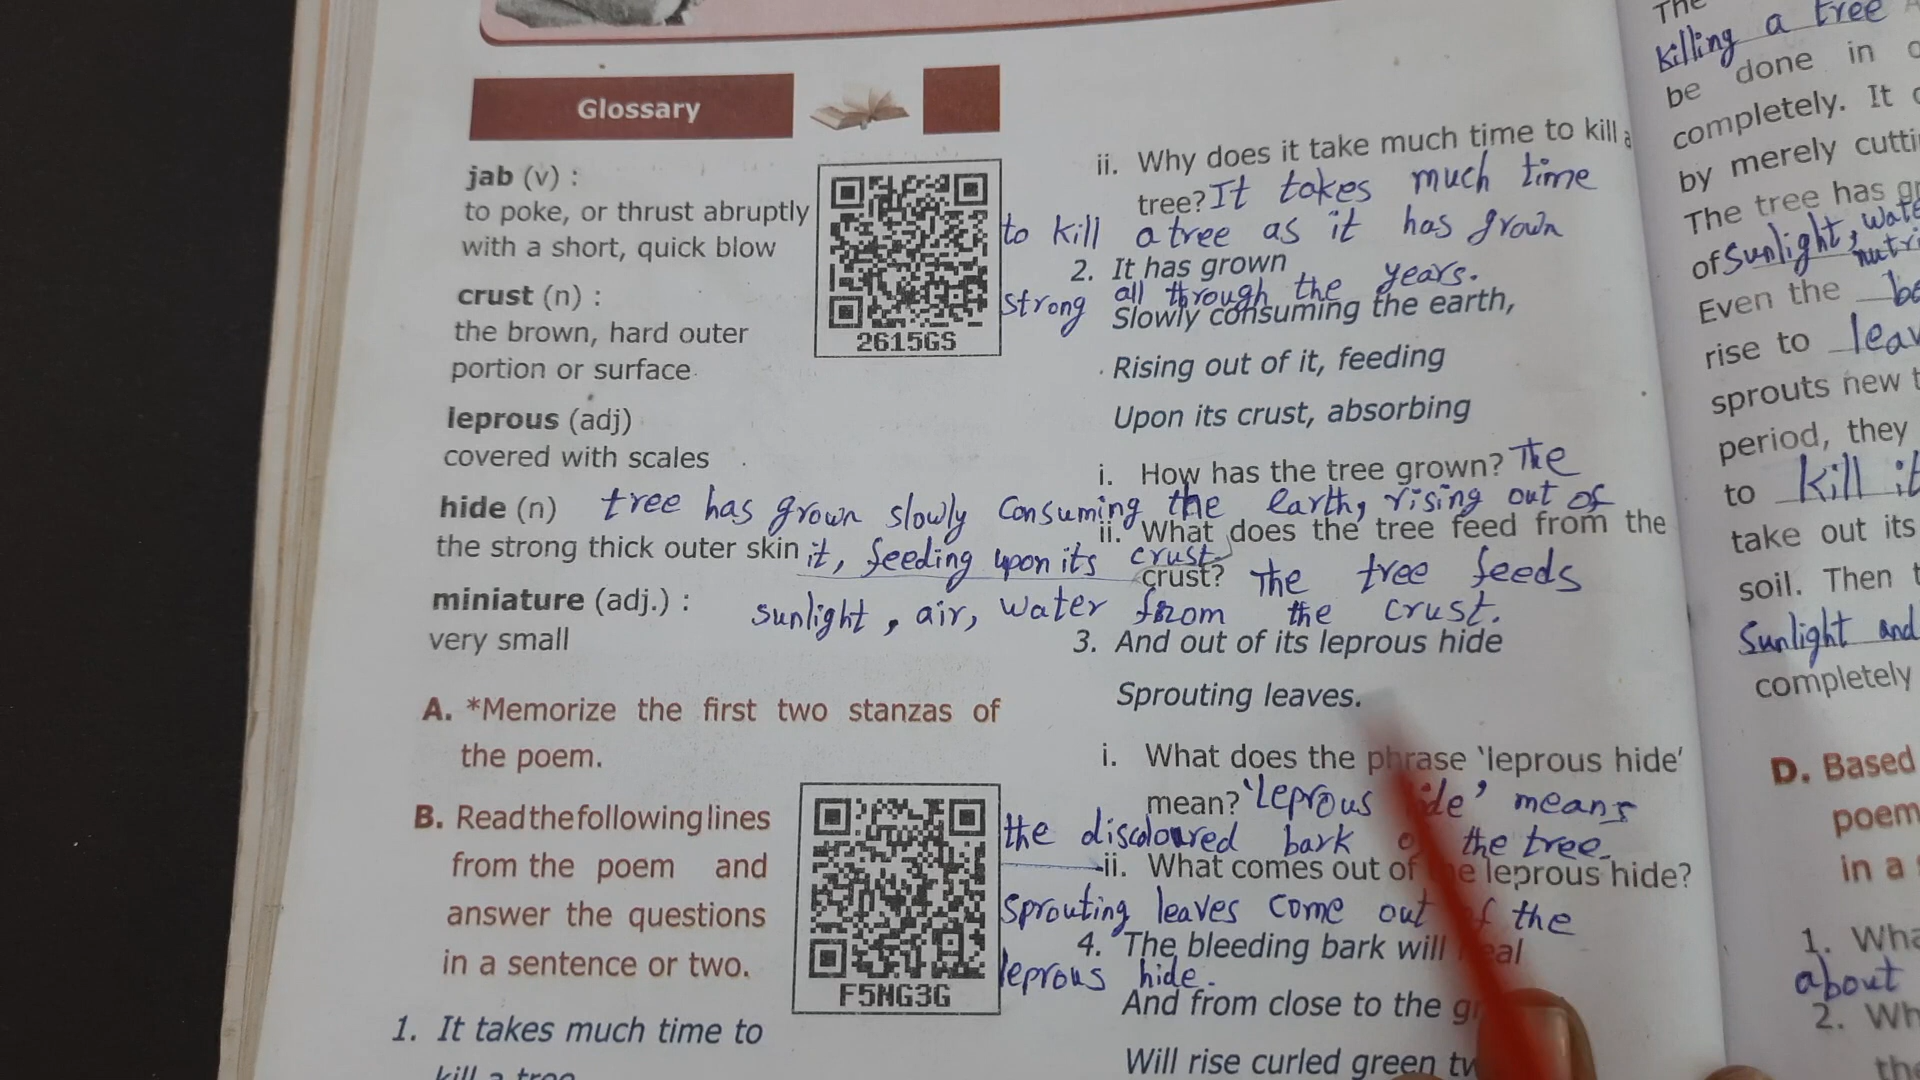 Glossary
jab (v) :
to poke, or thrust abruptly
with a short, quick blow
crust (n) :
the brown, hard outer
portion or surface
leprous (adj)
covered with scales
hide (n)
the strong thick outer skin
miniature (adj.) :
very small
2615GS
A. *Memorize the first two stanzas of
the poem.
B. Read the following lines
from the poem and
answer the questions
in a sentence or two.
F5NG3G
1. It takes much time to
kill a tree
ii. Why does it take much time to kill a
tree? It takes much time
to kill a tree as it has grown
strong all through the years.
2. It has grown
Slowly consuming the earth,
Rising out of it, feeding
Upon its crust, absorbing
i. How has the tree grown? The
tree has grown slowly consuming the earth, rising out of
it, feeding upon its crust.
ii. What does the tree feed from the
crust? The tree feeds
sunlight, air, water from the crust.
3. And out of its leprous hide
Sprouting leaves.
i. What does the phrase 'leprous hide'
mean? 'Leprous hide' means
the discoloured bark of the tree.
ii. What comes out of the leprous hide?
Sprouting leaves come out of the
leprous hide.
4. The bleeding bark will heal
And from close to the
Will rise curled green
The
killing a tree
be done in
completely. It
by merely
The tree has
of Sunlight,
Even the
rise to
sprouts new
period, they
to kill it
take out its
soil. Then
Sunlight and
completely
D. Based
poem
in a
1.
about
2.